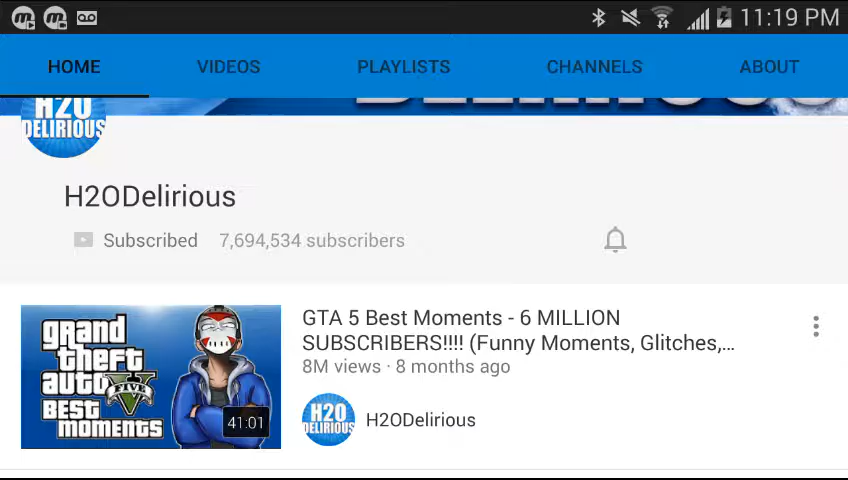 11:19 PM
HOME VIDEOS PLAYLISTS CHANNELS ABOUT
H2O
DELIRIOUS
H2ODelirious
Subscribed 7,694,534 subscribers
grand
theft
auto V
FIVE
BEST
MOMENTS
41:01
GTA 5 Best Moments - 6 MILLION
SUBSCRIBERS!!!! (Funny Moments, Glitches,...
8M views · 8 months ago
H2O
DELIRIOUS
H2ODelirious